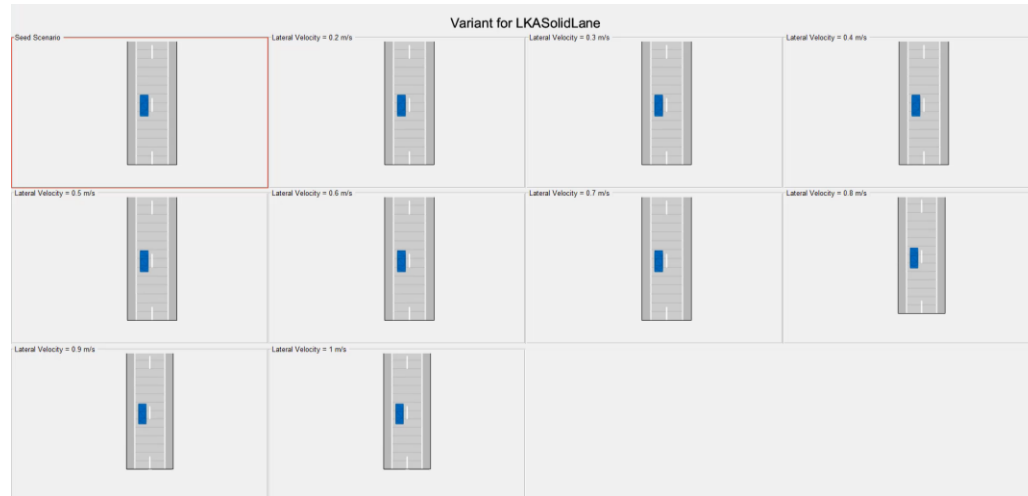 Variant for LKASolidLane
Seed Scenario
Lateral Velocity = 0.2 m/s
Lateral Velocity = 0.3 m/s
Lateral Velocity = 0.4 m/s
Lateral Velocity = 0.5 m/s
Lateral Velocity = 0.6 m/s
Lateral Velocity = 0.7 m/s
Lateral Velocity = 0.8 m/s
Lateral Velocity = 0.9 m/s
Lateral Velocity = 1 m/s